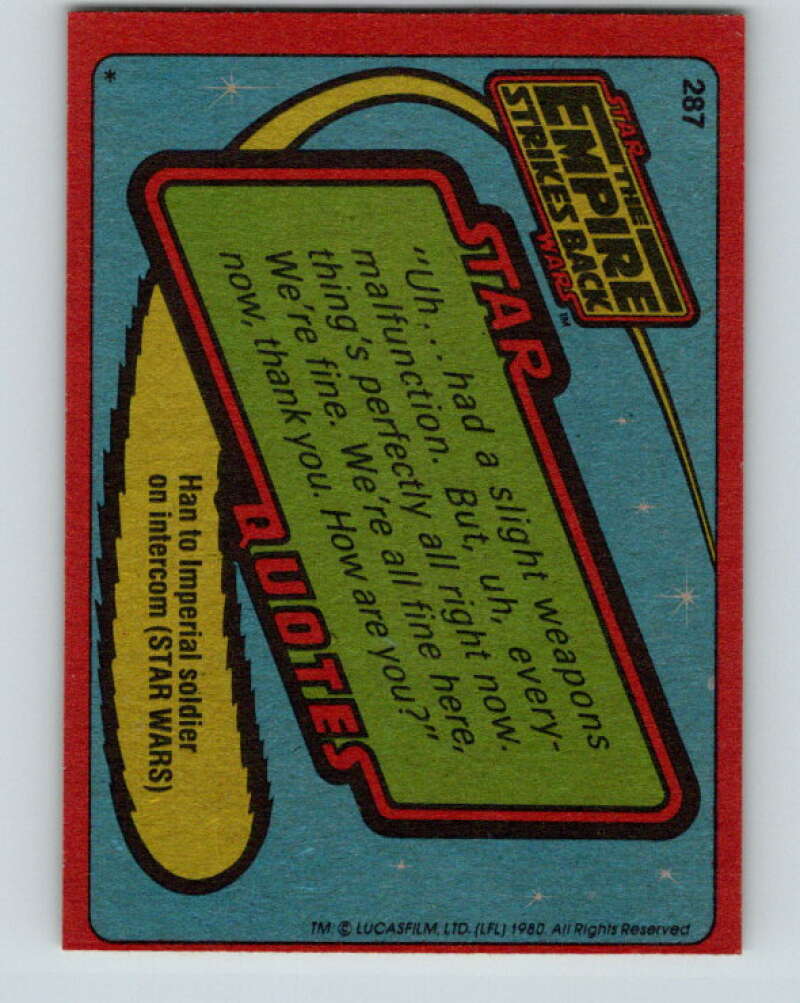 287
STAR
THE
EMPIRE
STRIKES BACK
WARS™
STAR
"Uh... had a slight weapons
malfunction. But, uh, every-
thing's perfectly all right now.
We're fine. We're all fine here,
now, thank you. How are you?"
QUOTES
Han to Imperial soldier
on intercom (STAR WARS)
*
TM: © LUCASFILM, LTD. (LFL) 1980. All Rights Reserved